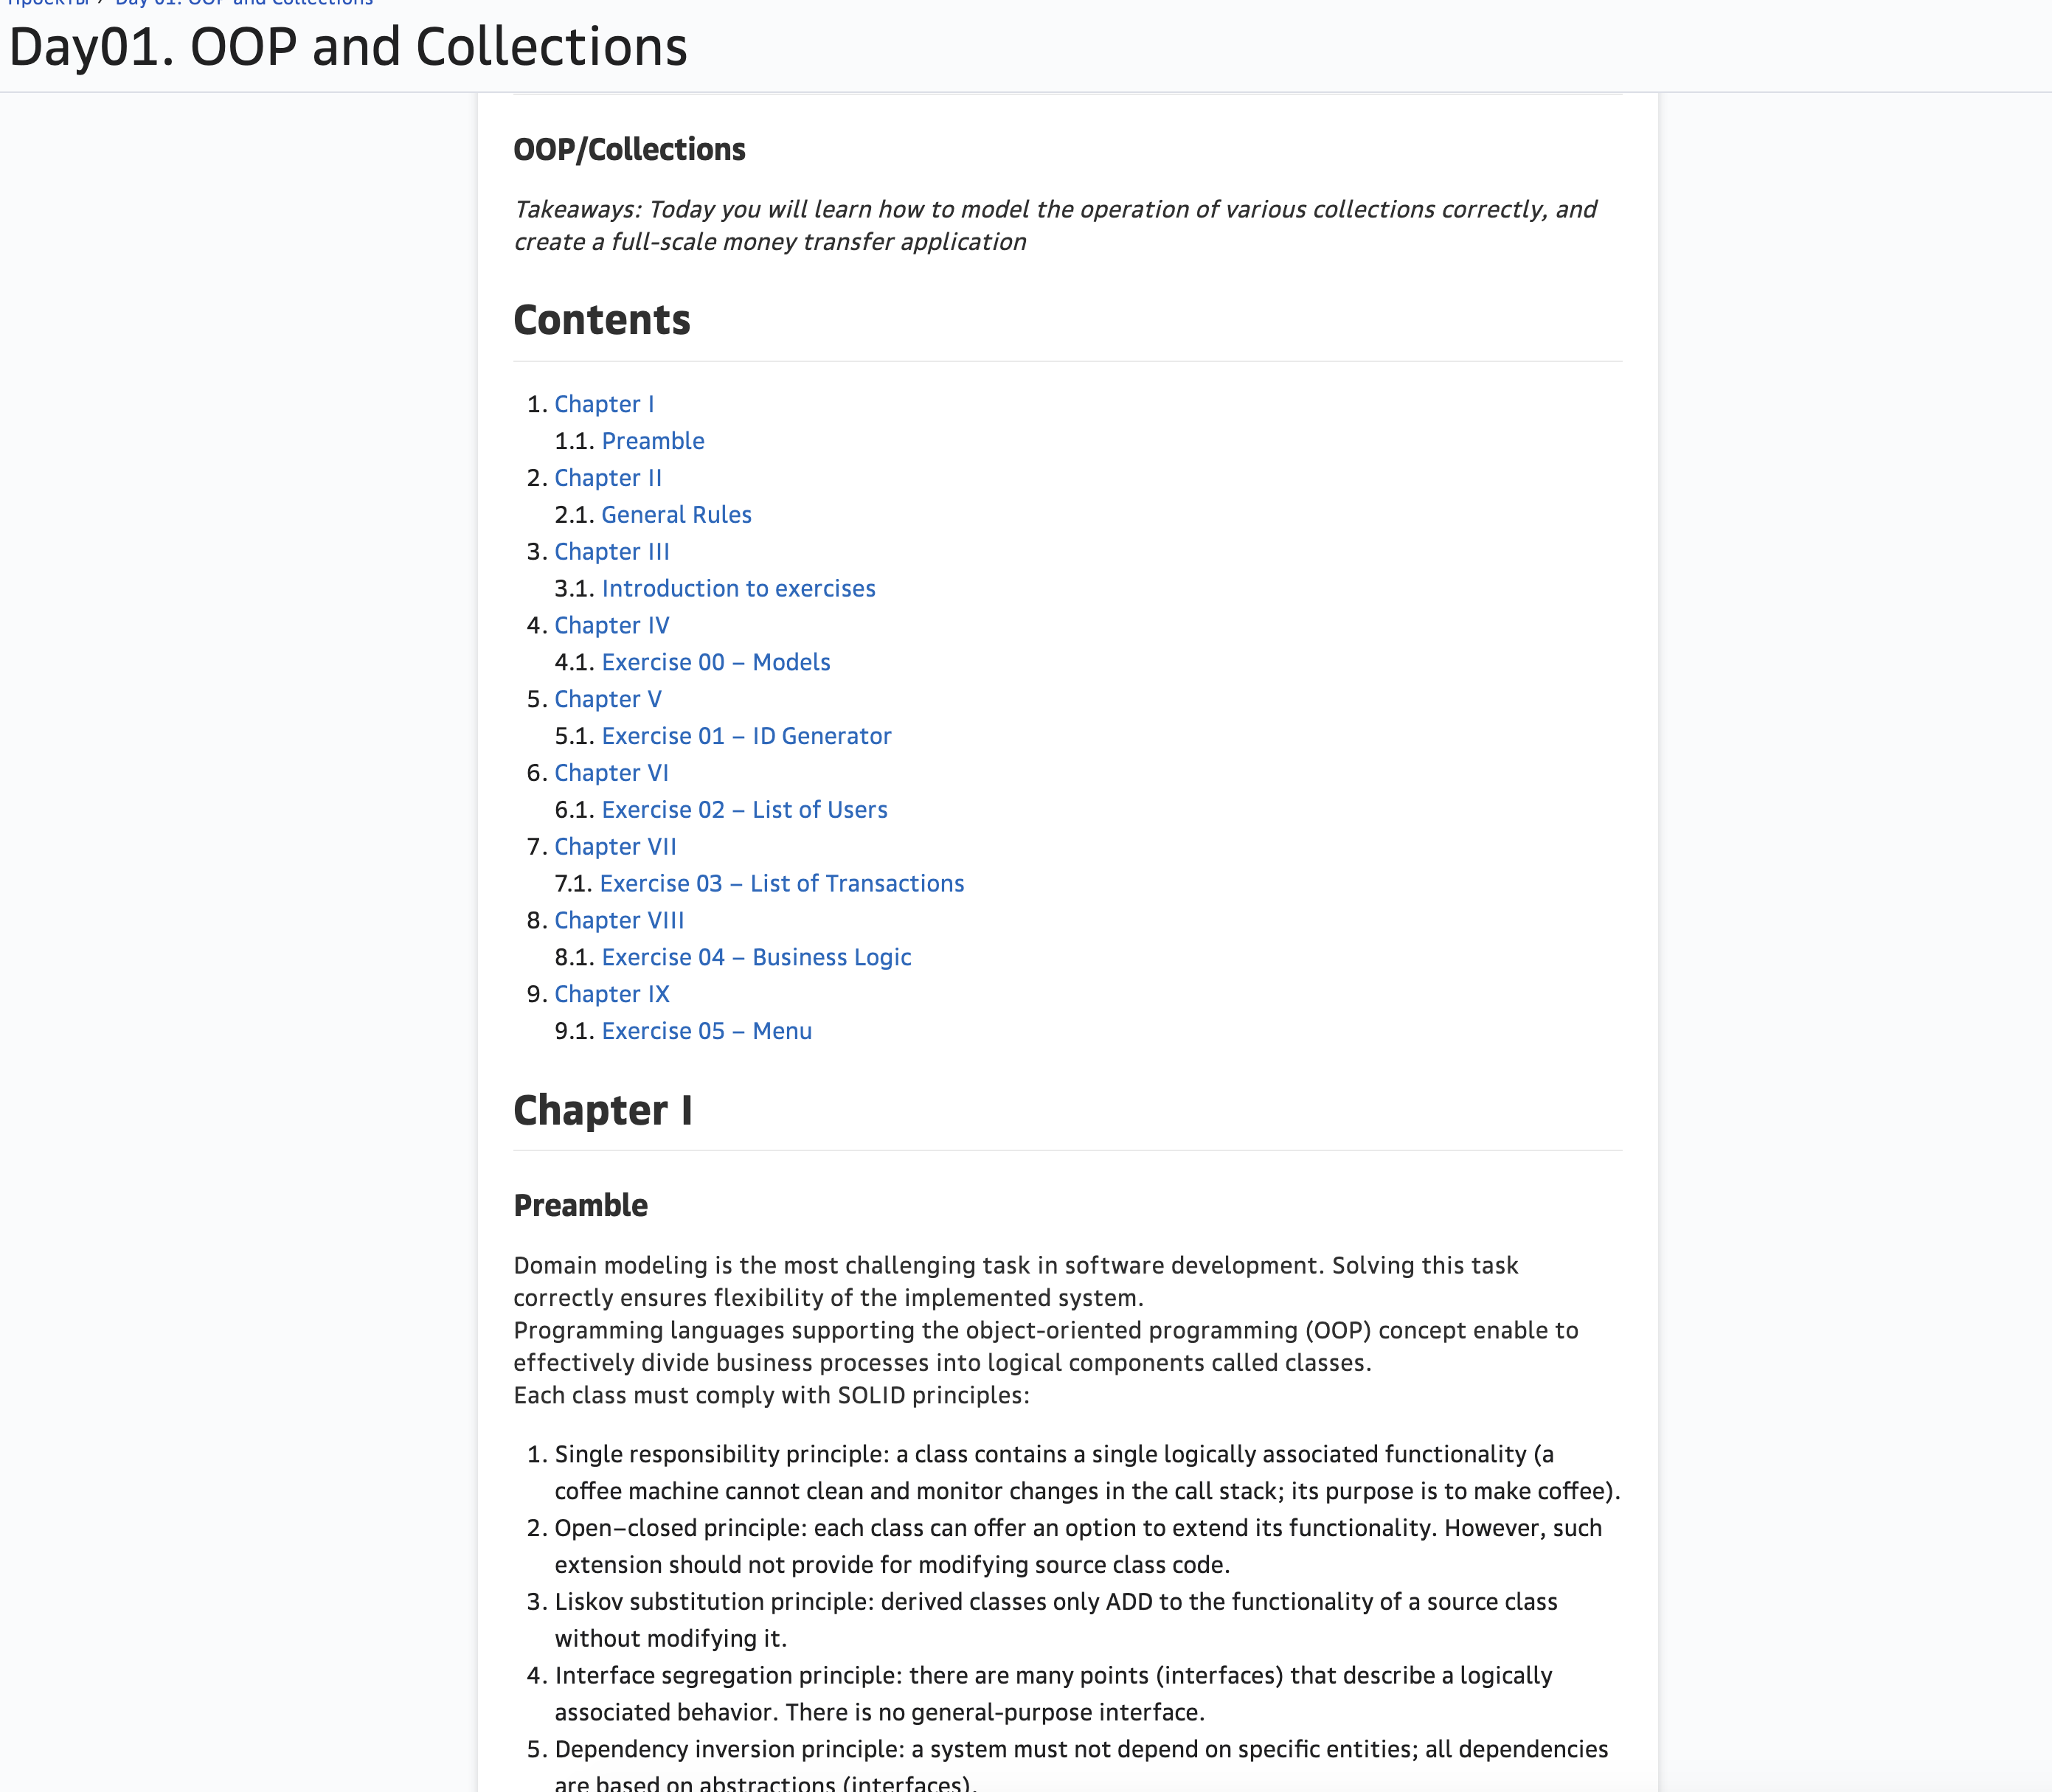 Проекты › Day 01. OOP and Collections
Day01. OOP and Collections
OOP/Collections
Takeaways: Today you will learn how to model the operation of various collections correctly, and
create a full-scale money transfer application
Contents
1. Chapter I
1.1. Preamble
2. Chapter II
2.1. General Rules
3. Chapter III
3.1. Introduction to exercises
4. Chapter IV
4.1. Exercise 00 – Models
5. Chapter V
5.1. Exercise 01 – ID Generator
6. Chapter VI
6.1. Exercise 02 – List of Users
7. Chapter VII
7.1. Exercise 03 – List of Transactions
8. Chapter VIII
8.1. Exercise 04 – Business Logic
9. Chapter IX
9.1. Exercise 05 – Menu
Chapter I
Preamble
Domain modeling is the most challenging task in software development. Solving this task
correctly ensures flexibility of the implemented system.
Programming languages supporting the object-oriented programming (OOP) concept enable to
effectively divide business processes into logical components called classes.
Each class must comply with SOLID principles:
1. Single responsibility principle: a class contains a single logically associated functionality (a
coffee machine cannot clean and monitor changes in the call stack; its purpose is to make coffee).
2. Open–closed principle: each class can offer an option to extend its functionality. However, such
extension should not provide for modifying source class code.
3. Liskov substitution principle: derived classes only ADD to the functionality of a source class
without modifying it.
4. Interface segregation principle: there are many points (interfaces) that describe a logically
associated behavior. There is no general-purpose interface.
5. Dependency inversion principle: a system must not depend on specific entities; all dependencies
are based on abstractions (interfaces).